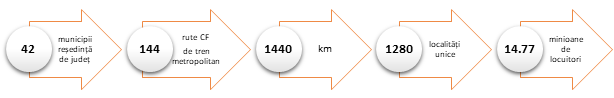 42
municipii
reședință
de județ
144
rute CF
de tren
metropolitan
1440
km
1280
localități
unice
14.77
minioane
de
locuitori